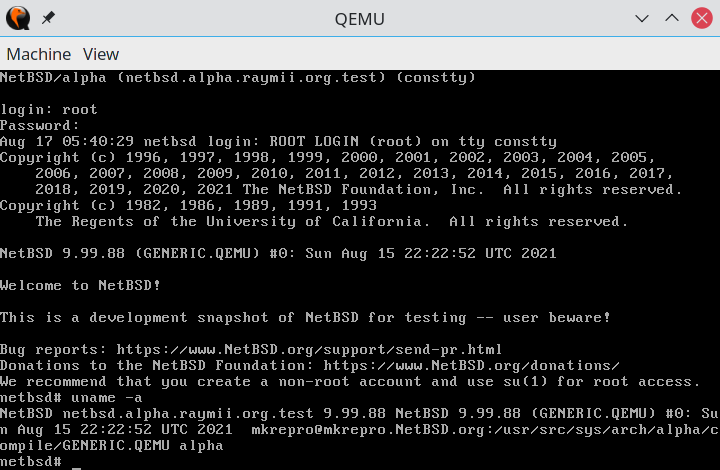 QEMU
Machine View
NetBSD/alpha (netbsd.alpha.raymii.org.test) (constty)
login: root
Password:
Aug 17 05:40:29 netbsd login: ROOT LOGIN (root) on tty constty
Copyright (c) 1996, 1997, 1998, 1999, 2000, 2001, 2002, 2003, 2004, 2005,
    2006, 2007, 2008, 2009, 2010, 2011, 2012, 2013, 2014, 2015, 2016, 2017,
    2018, 2019, 2020, 2021 The NetBSD Foundation, Inc.  All rights reserved.
Copyright (c) 1982, 1986, 1989, 1991, 1993
    The Regents of the University of California.  All rights reserved.
NetBSD 9.99.88 (GENERIC.QEMU) #0: Sun Aug 15 22:22:52 UTC 2021
Welcome to NetBSD!
This is a development snapshot of NetBSD for testing -- user beware!
Bug reports: https://www.NetBSD.org/support/send-pr.html
Donations to the NetBSD Foundation: https://www.NetBSD.org/donations/
We recommend that you create a non-root account and use su(1) for root access.
netbsd# uname -a
NetBSD netbsd.alpha.raymii.org.test 9.99.88 NetBSD 9.99.88 (GENERIC.QEMU) #0: Su
n Aug 15 22:22:52 UTC 2021  mkrepro@mkrepro.NetBSD.org:/usr/src/sys/arch/alpha/c
ompile/GENERIC.QEMU alpha
netbsd# _